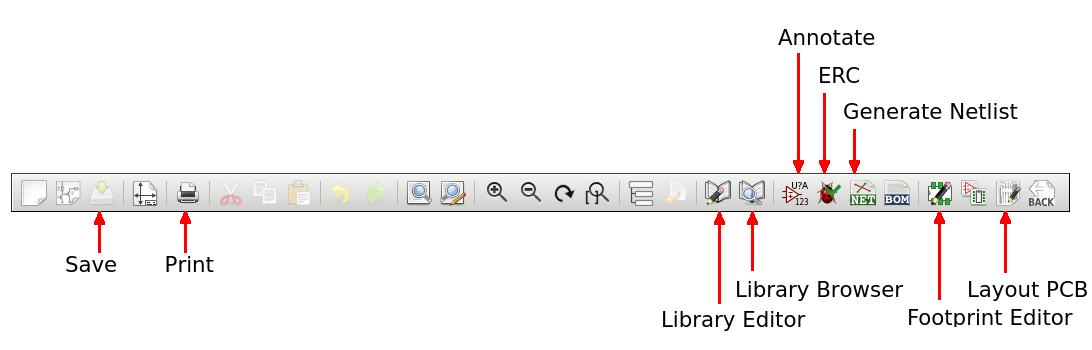 Annotate
ERC
Generate Netlist
U?A
123
NET
BOM
BACK
Save
Print
Library Browser
Layout PCB
Library Editor
Footprint Editor